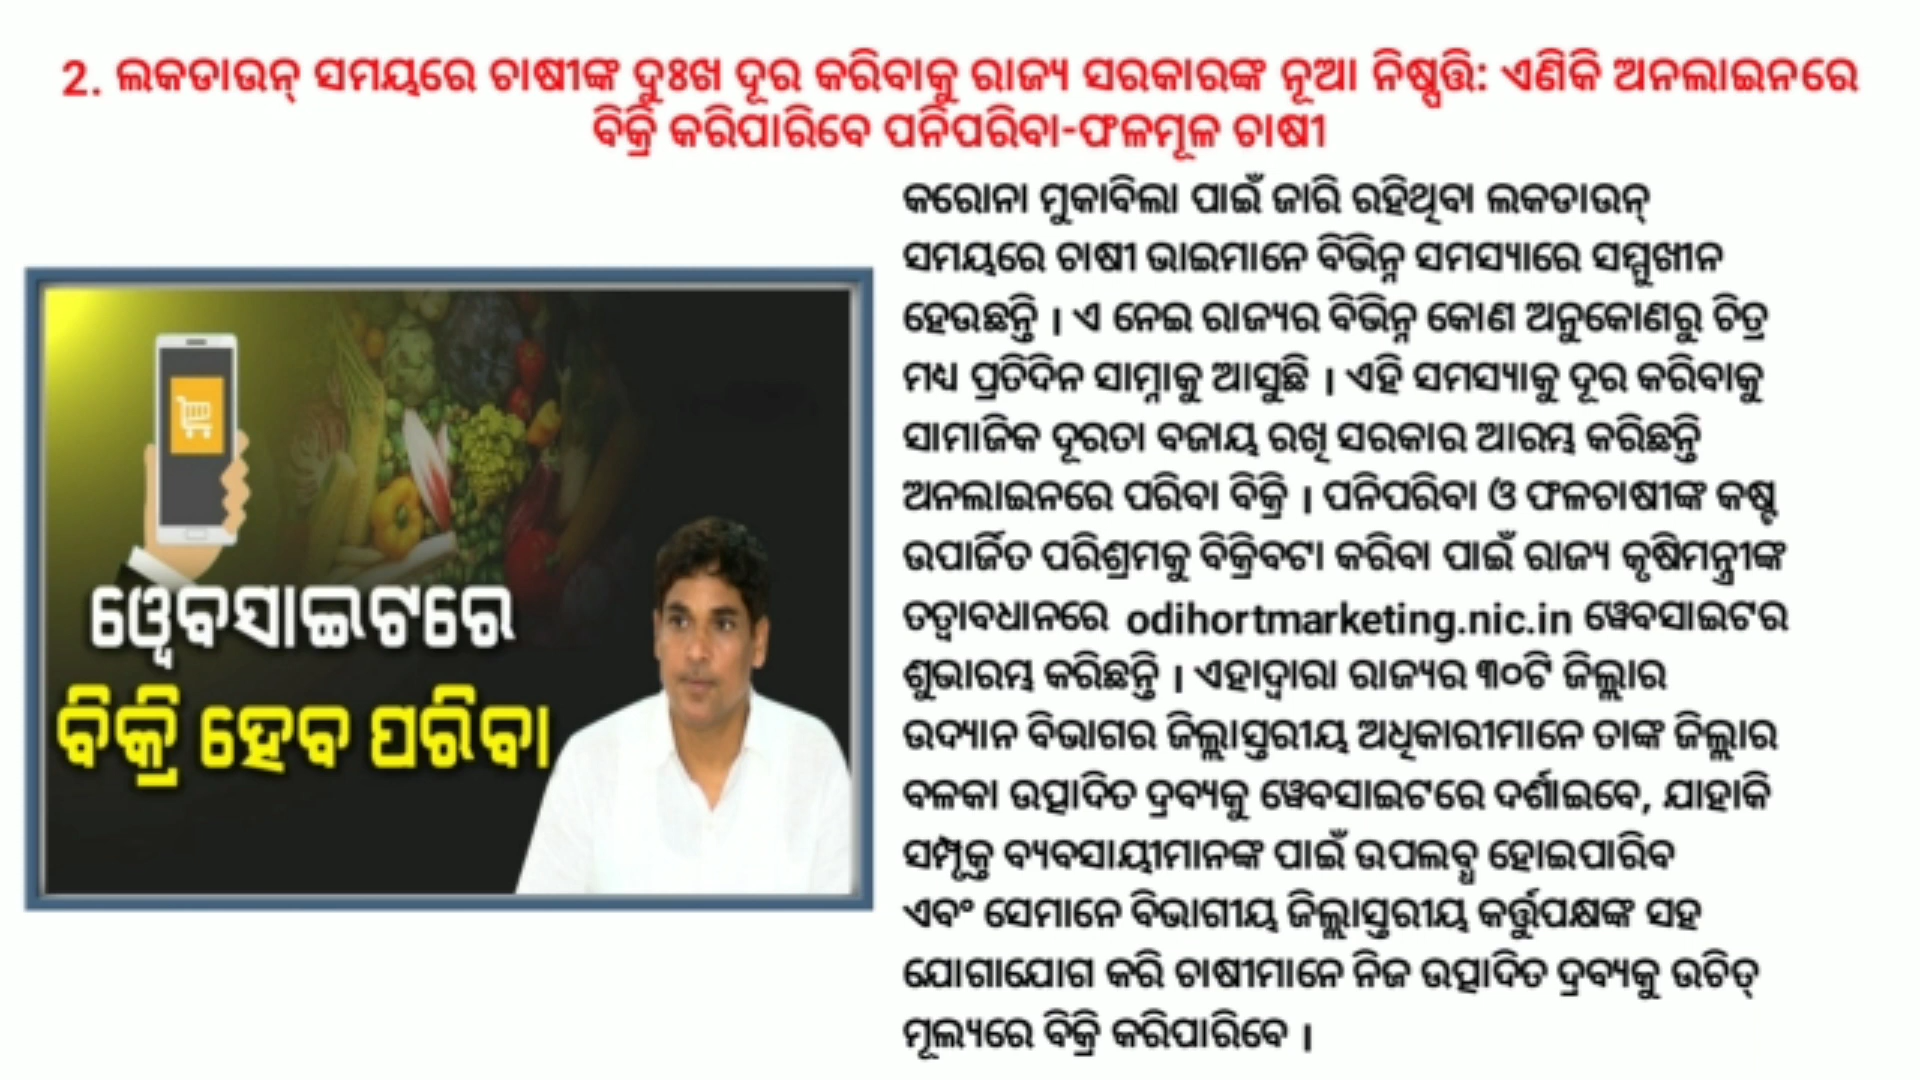 2. ଲକଡାଉନ୍ ସମୟରେ ଚାଷୀଙ୍କ ଦୁଃଖ ଦୂର କରିବାକୁ ରାଜ୍ୟ ସରକାରଙ୍କ ନୂଆ ନିଷ୍ପତ୍ତି: ଏଣିକି ଅନଲାଇନରେ
ବିକ୍ରି କରିପାରିବେ ପନିପରିବା-ଫଳମୂଳ ଚାଷୀ
ୱେବସାଇଟରେ
ବିକ୍ରି ହେବ ପରିବା
କରୋନା ମୁକାବିଲା ପାଇଁ ଜାରି ରହିଥିବା ଲକଡାଉନ୍
ସମୟରେ ଚାଷୀ ଭାଇମାନେ ବିଭିନ୍ନ ସମସ୍ୟାରେ ସମ୍ମୁଖୀନ
ହେଉଛନ୍ତି । ଏ ନେଇ ରାଜ୍ୟର ବିଭିନ୍ନ କୋଣ ଅନୁକୋଣରୁ ଚିତ୍ର
ମଧ୍ୟ ପ୍ରତିଦିନ ସାମ୍ନାକୁ ଆସୁଛି । ଏହି ସମସ୍ୟାକୁ ଦୂର କରିବାକୁ
ସାମାଜିକ ଦୂରତା ବଜାୟ ରଖି ସରକାର ଆରମ୍ଭ କରିଛନ୍ତି
ଅନଲାଇନରେ ପରିବା ବିକ୍ରି । ପନିପରିବା ଓ ଫଳଚାଷୀଙ୍କ କଷ୍ଟ
ଉପାର୍ଜିତ ପରିଶ୍ରମକୁ ବିକ୍ରିବଟା କରିବା ପାଇଁ ରାଜ୍ୟ କୃଷିମନ୍ତ୍ରୀଙ୍କ
ତତ୍ୱାବଧାନରେ odihortmarketing.nic.in ୱେବସାଇଟର
ଶୁଭାରମ୍ଭ କରିଛନ୍ତି । ଏହାଦ୍ୱାରା ରାଜ୍ୟର ୩୦ଟି ଜିଲ୍ଲାର
ଉଦ୍ୟାନ ବିଭାଗର ଜିଲ୍ଲାସ୍ତରୀୟ ଅଧିକାରୀମାନେ ତାଙ୍କ ଜିଲ୍ଲାର
ବଳକା ଉତ୍ପାଦିତ ଦ୍ରବ୍ୟକୁ ୱେବସାଇଟରେ ଦର୍ଶାଇବେ, ଯାହାକି
ସମ୍ପୃକ୍ତ ବ୍ୟବସାୟୀମାନଙ୍କ ପାଇଁ ଉପଲବ୍ଧ ହୋଇପାରିବ
ଏବଂ ସେମାନେ ବିଭାଗୀୟ ଜିଲ୍ଲାସ୍ତରୀୟ କର୍ତ୍ତୁପକ୍ଷଙ୍କ ସହ
ଯୋଗାଯୋଗ କରି ଚାଷୀମାନେ ନିଜ ଉତ୍ପାଦିତ ଦ୍ରବ୍ୟକୁ ଉଚିତ୍
ମୂଲ୍ୟରେ ବିକ୍ରି କରିପାରିବେ ।